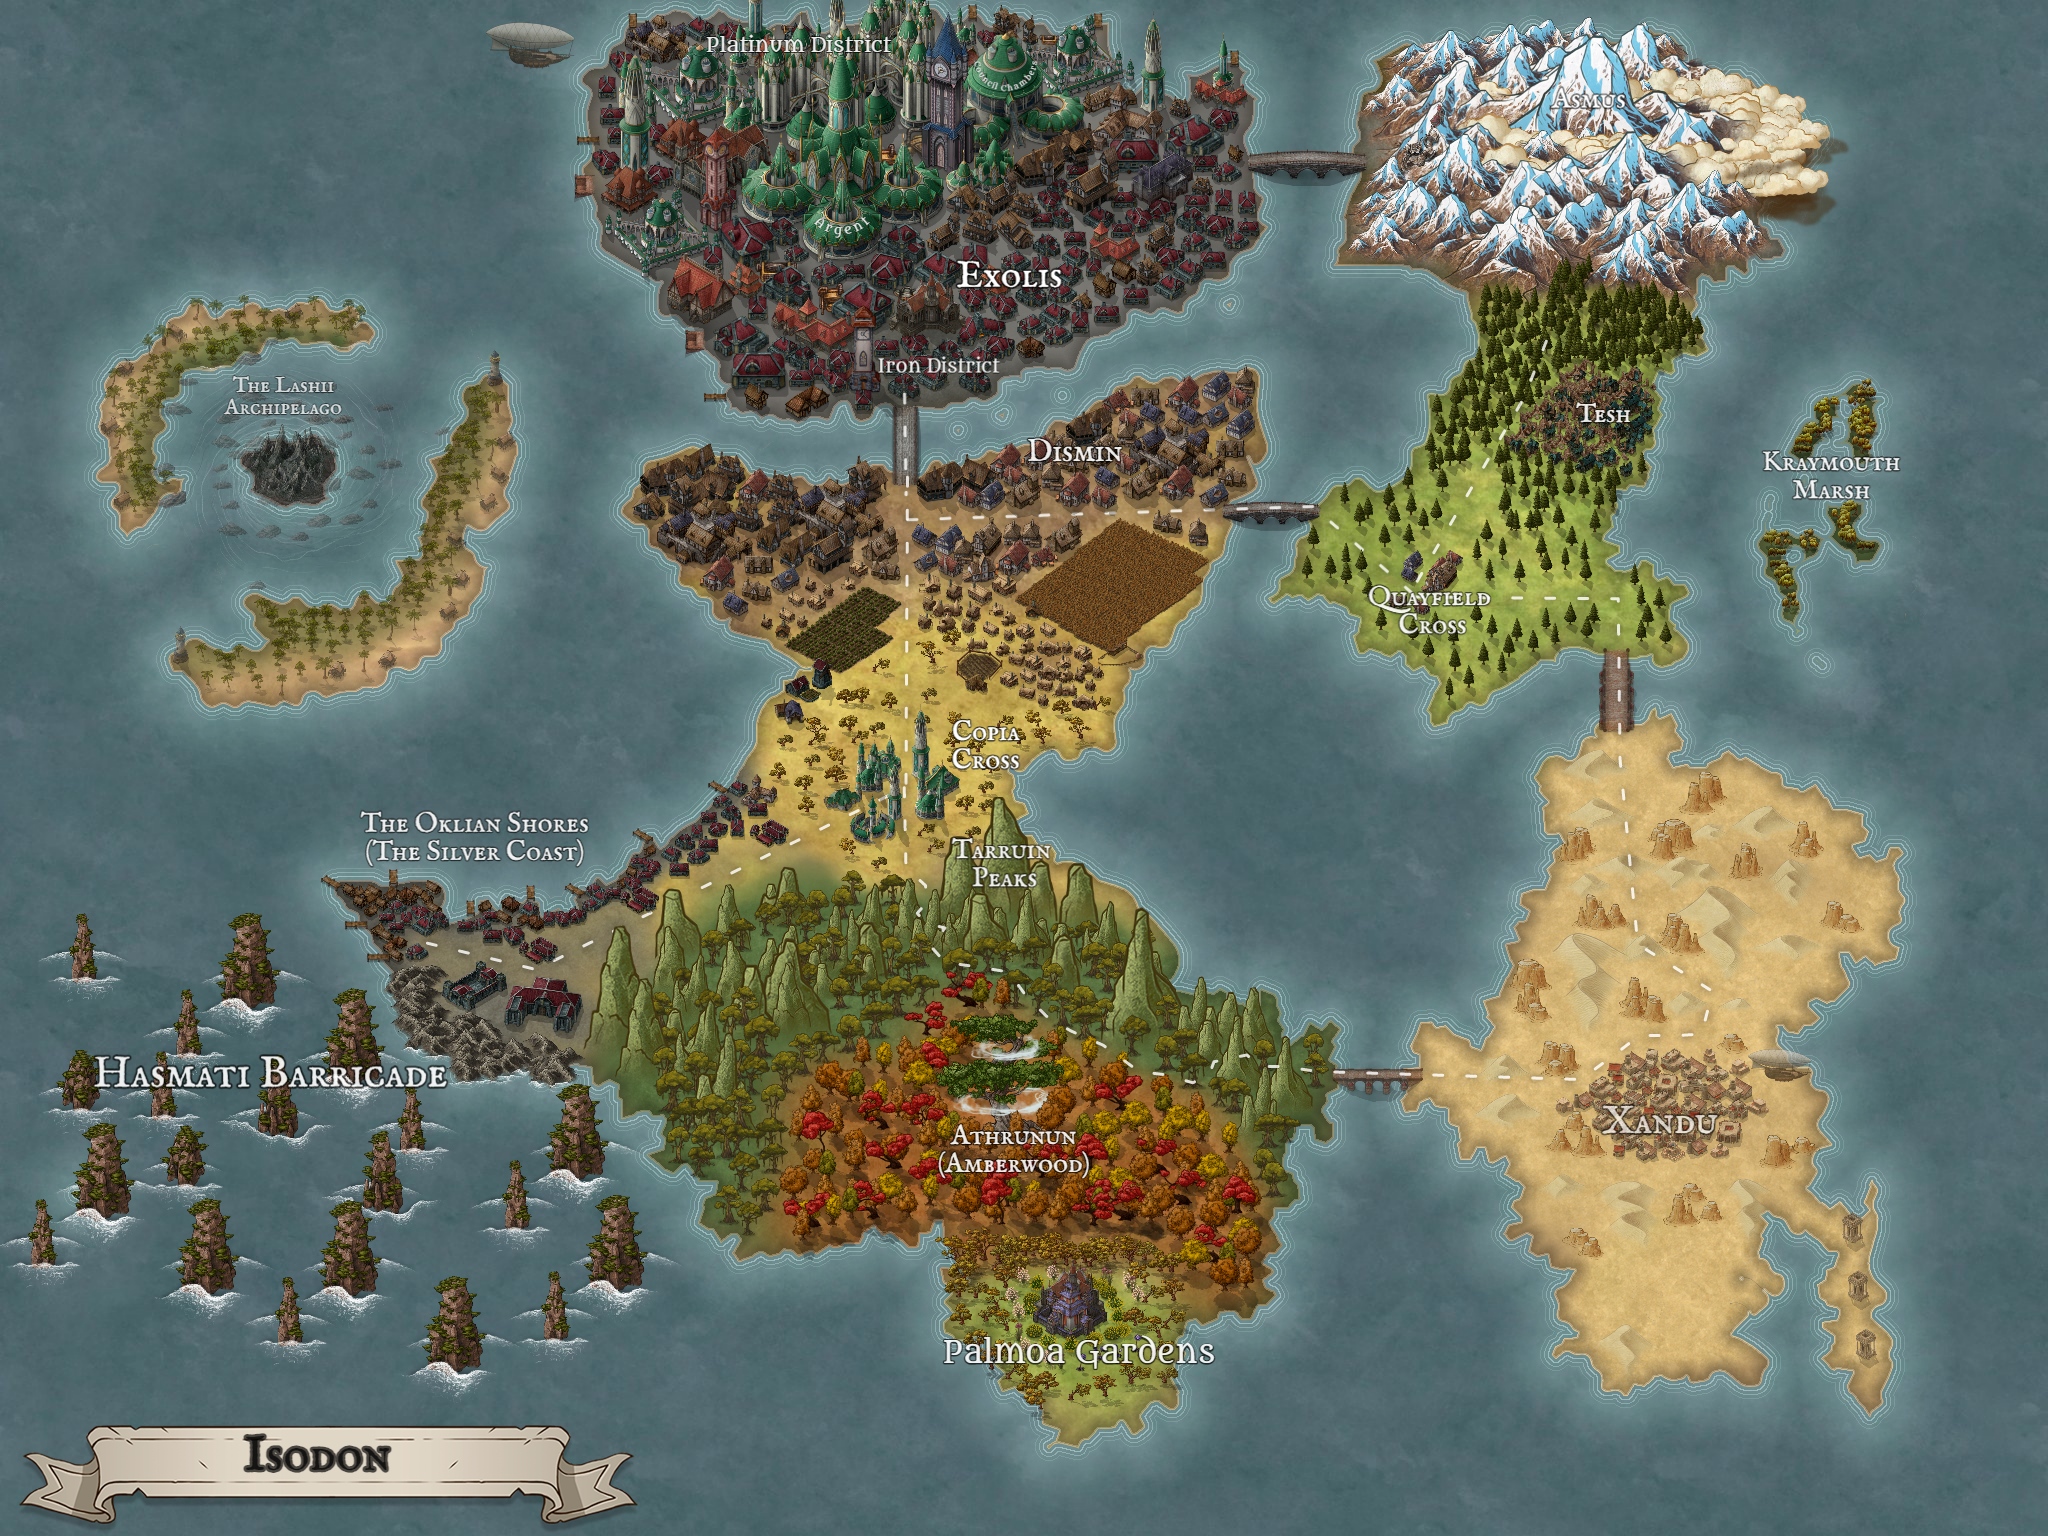 Platinum District
Council Chambers
Asmus
Argent
Exolis
Iron District
The Lashii
Archipelago
Tesh
Dismin
Kraymouth
Marsh
Quayfield
Cross
Copia
Cross
The Oklian Shores
(The Silver Coast)
Tarruin
Peaks
Hasmati Barricade
Xandu
Athrunun
(Amberwood)
Palmoa Gardens
Isodon